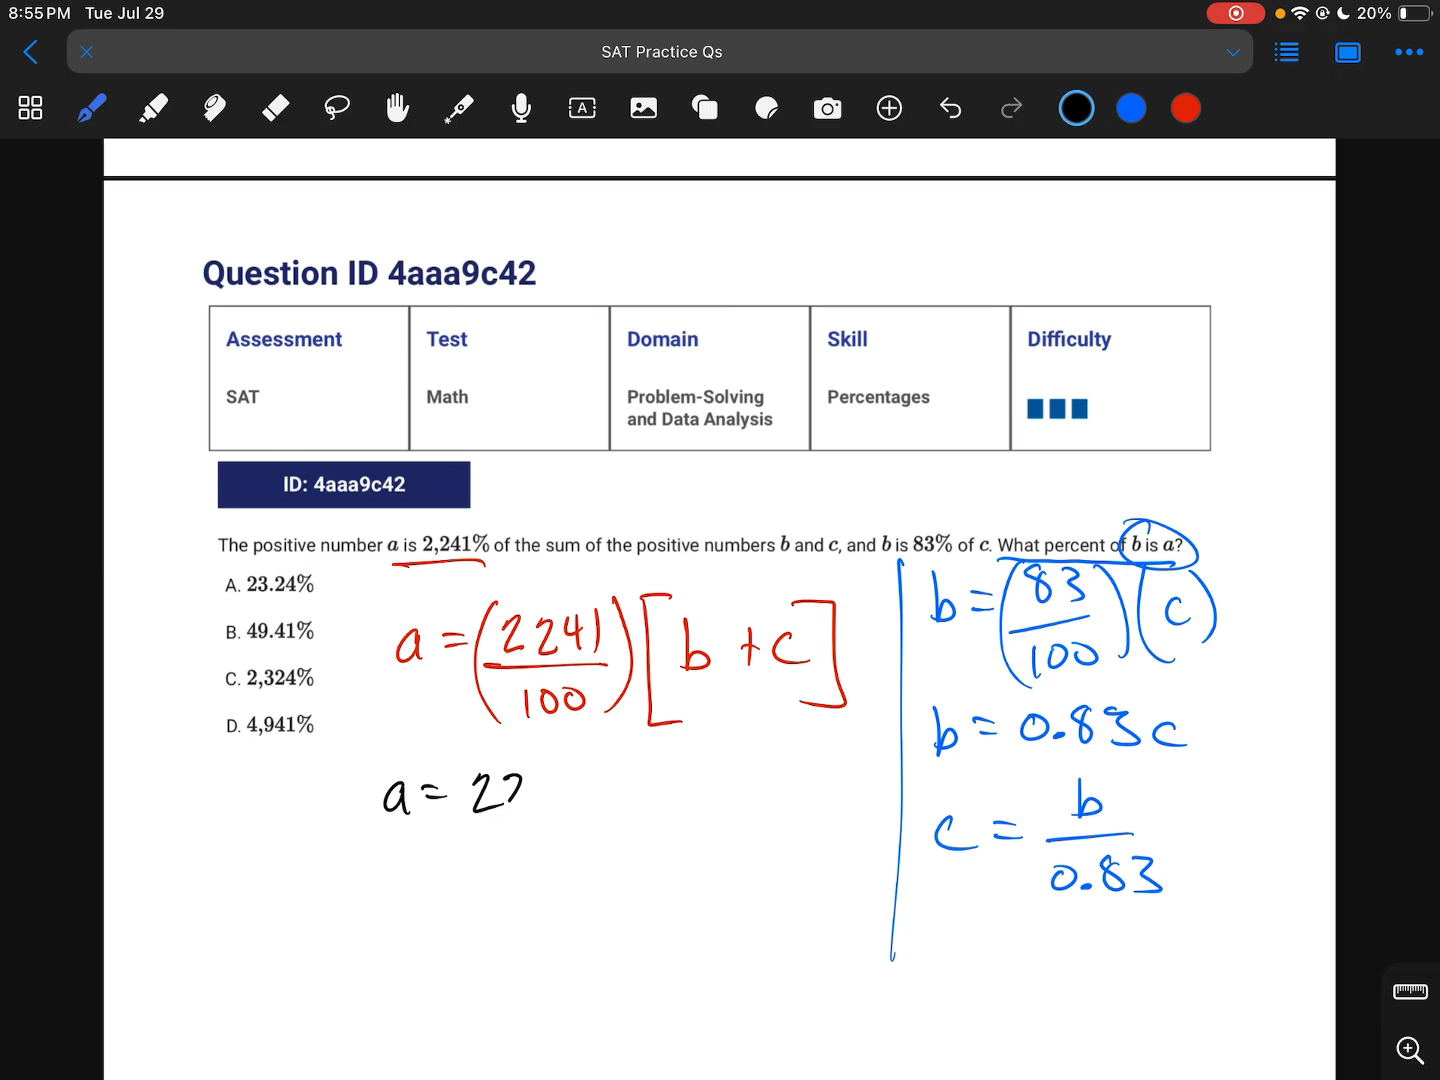 8:55 PM Tue Jul 29
20%
SAT Practice Qs
Question ID 4aaa9c42
Assessment Test Domain Skill Difficulty
SAT Math Problem-Solving and Data Analysis Percentages
ID: 4aaa9c42
The positive number a is 2,241% of the sum of the positive numbers b and c, and b is 83% of c. What percent of b is a?
A. 23.24%
B. 49.41%
C. 2,324%
D. 4,941%
a = (2241/100) [b + c]
a = 22
b = (83/100) (c)
b = 0.83c
c = b/0.83